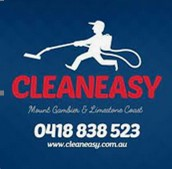 CLEANEASY
Mount Gambier & Limestone Coast
0418 838 523
www.cleaneasy.com.au